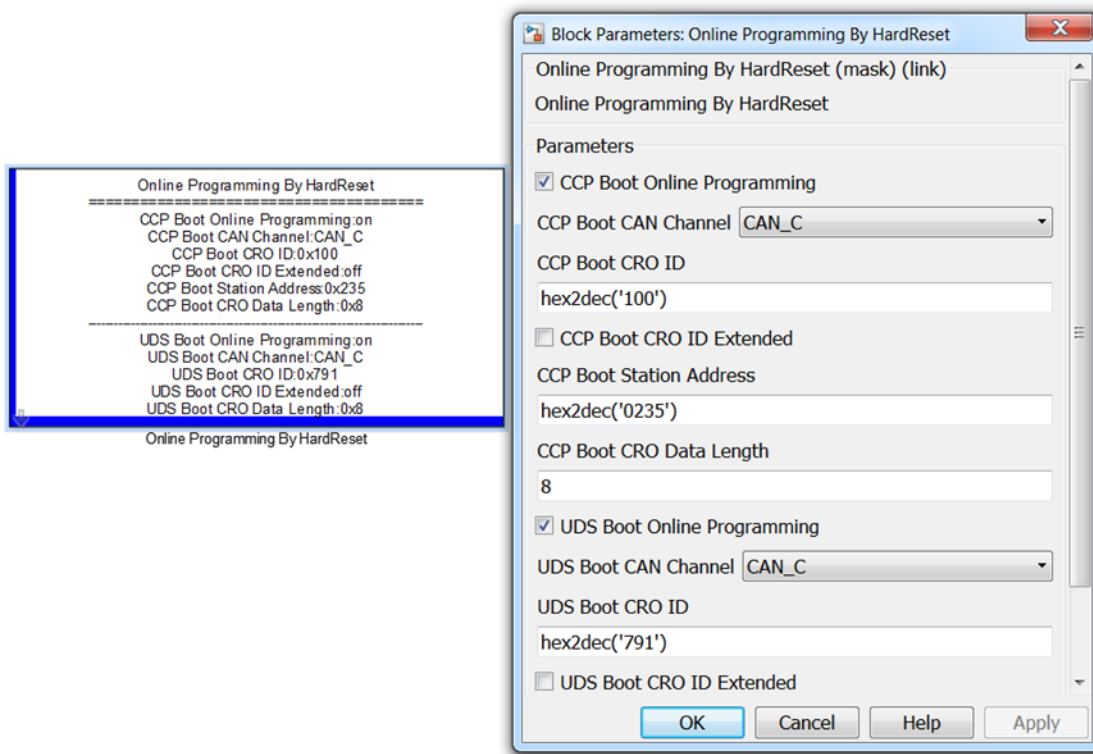 Online Programming By HardReset
========================================
CCP Boot Online Programming:on
CCP Boot CAN Channel:CAN_C
CCP Boot CRO ID:0x100
CCP Boot CRO ID Extended:off
CCP Boot Station Address:0x235
CCP Boot CRO Data Length:0x8
--------------------------------------------------------------------------------
UDS Boot Online Programming:on
UDS Boot CAN Channel:CAN_C
UDS Boot CRO ID:0x791
UDS Boot CRO ID Extended:off
UDS Boot CRO Data Length:0x8
Online Programming By HardReset
Block Parameters: Online Programming By HardReset
Online Programming By HardReset (mask) (link)
Online Programming By HardReset
Parameters
CCP Boot Online Programming
CCP Boot CAN Channel CAN_C
CCP Boot CRO ID
hex2dec('100')
CCP Boot CRO ID Extended
CCP Boot Station Address
hex2dec('0235')
CCP Boot CRO Data Length
8
UDS Boot Online Programming
UDS Boot CAN Channel CAN_C
UDS Boot CRO ID
hex2dec('791')
UDS Boot CRO ID Extended
OK Cancel Help Apply